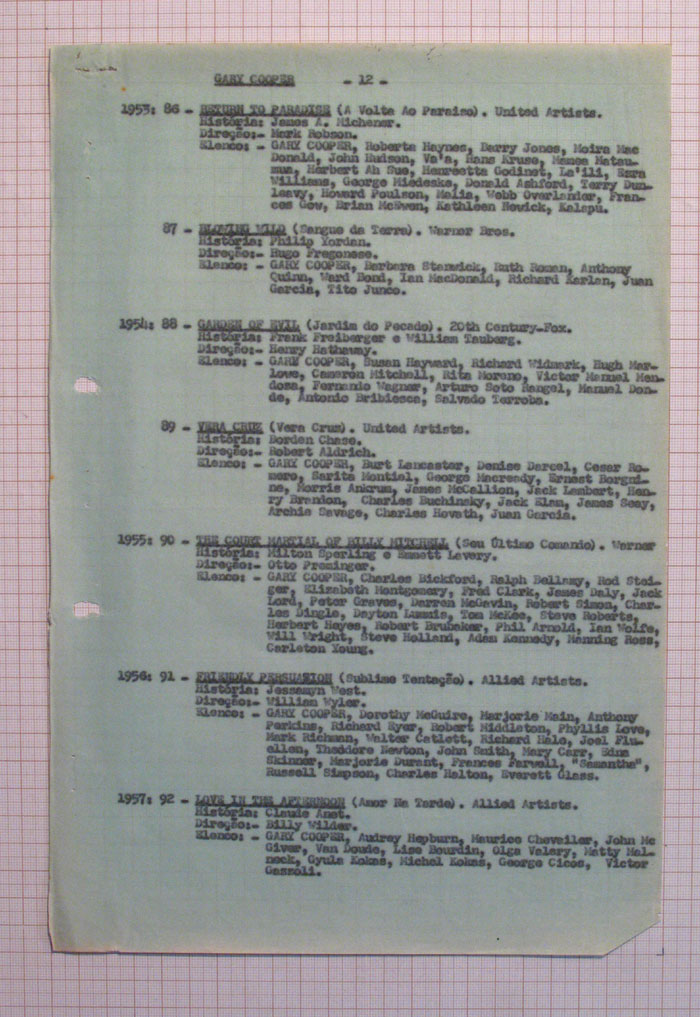 GARY COOPER - 12 -
1953: 86 - RETURN TO PARADISE (A Volta Ao Paraiso). United Artists.
História: James A. Michener.
Direção:- Mark Robson.
Elenco: - GARY COOPER, Roberta Haynes, Barry Jones, Moira Mac
Donald, John Hudson, Va'a, Hans Kruse, Mamea Matau-
mua, Herbert Ah Sue, Henreetta Godinet, La'ili, Ezra
Williams, George Miedeske, Donald Ashford, Terry Dun-
leavy, Howard Poulson, Malia, Webb Overlander, Fran-
ces Gow, Brian McEwen, Kathleen Newick, Kalapu.
87 - BLOWING WILD (Sangue da Terra). Warner Bros.
História: Philip Yordan.
Direção:- Hugo Fregonese.
Elenco: - GARY COOPER, Barbara Stanwick, Ruth Roman, Anthony
Quinn, Ward Bond, Ian MacDonald, Richard Karlan, Juan
Garcia, Tito Junco.
1954: 88 - GARDEN OF EVIL (Jardim do Pecado). 20th Century-Fox.
História: Frank Freiberger e William Tauberg.
Direção:- Henry Hathaway.
Elenco: - GARY COOPER, Susan Hayward, Richard Widmark, Hugh Mar-
lowe, Cameron Mitchell, Rita Moreno, Victor Manuel Men-
dosa, Fernando Wagner, Arturo Soto Rangel, Manuel Don-
de, Antonio Bribiesca, Salvado Terroba.
89 - VERA CRUZ (Vera Cruz). United Artists.
História: Borden Chase.
Direção:- Robert Aldrich.
Elenco: - GARY COOPER, Burt Lancaster, Denise Darcel, Cesar Ro-
mero, Sarita Montiel, George Macready, Ernest Borgni-
ne, Morris Ankrum, James McCallion, Jack Lambert, Hen-
ry Brandon, Charles Buchinsky, Jack Elam, James Seay,
Archie Savage, Charles Hovath, Juan Garcia.
1955: 90 - THE COURT MARTIAL OF BILLY MITCHELL (Seu Último Comando). Warner
História: Milton Sperling e Emmett Lavery.
Direção:- Otto Preminger.
Elenco: - GARY COOPER, Charles Bickford, Ralph Bellamy, Rod Stei-
ger, Elizabeth Montgomery, Fred Clark, James Daly, Jack
Lord, Peter Graves, Darren McGavin, Robert Simon, Char-
les Dingle, Dayton Lummis, Tom McKee, Steve Roberts,
Herbert Heyes, Robert Brubaker, Phil Arnold, Ian Wolfe,
Will Wright, Steve Holland, Adam Kennedy, Manning Ross,
Carleton Young.
1956: 91 - FRIENDLY PERSUATION (Sublime Tentação). Allied Artists.
História: Jessamyn West.
Direção:- William Wyler.
Elenco: - GARY COOPER, Dorothy McGuire, Marjorie Main, Anthony
Perkins, Richard Eyer, Robert Middleton, Phyllis Love,
Mark Richman, Walter Catlett, Richard Hale, Joel Flu-
ellen, Theodore Newton, John Smith, Mary Carr, Edna
Skinner, Marjorie Durant, Frances Farwell, "Samantha",
Russell Simpson, Charles Halton, Everett Glass.
1957: 92 - LOVE IN THE AFTERNOON (Amor Na Tarde). Allied Artists.
História: Claude Anet.
Direção:- Billy Wilder.
Elenco: - GARY COOPER, Audrey Hepburn, Maurice Chevalier, John Mc
Giver, Van Doude, Lise Bourdin, Olga Valery, Matty Mal-
neck, Gyula Kokas, Michel Kokas, George Cicos, Victor
Gasroli.